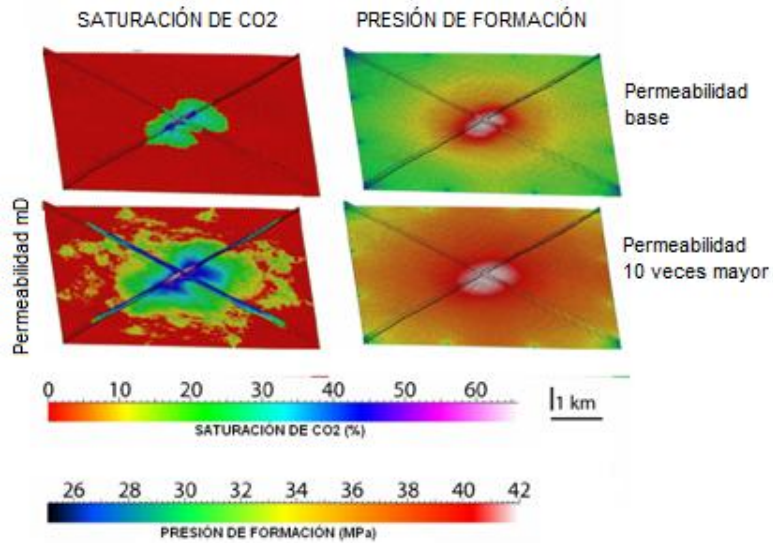 SATURACIÓN DE CO2
PRESIÓN DE FORMACIÓN
Permeabilidad
base
Permeabilidad mD
Permeabilidad
10 veces mayor
0 10 20 30 40 50 60
SATURACIÓN DE CO2 (%)
1 km
26 28 30 32 34 36 38 40 42
PRESIÓN DE FORMACIÓN (MPa)